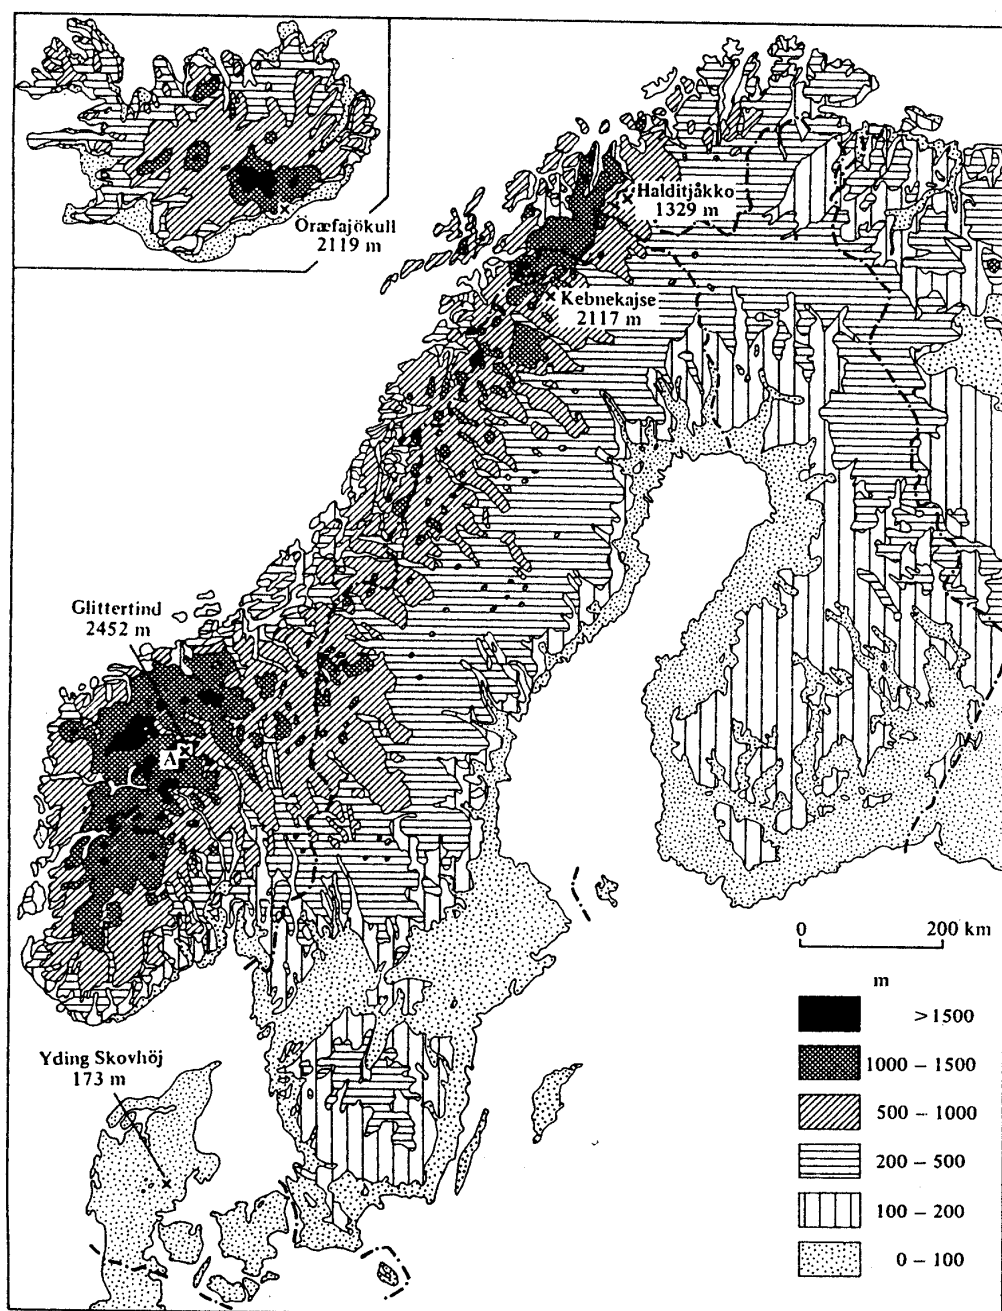 Öræfajökull
2119 m
Halditjåkko
1329 m
Kebnekajse
2117 m
Glittertind
2452 m
A
0 200 km
m
>1500
1000 – 1500
500 – 1000
200 – 500
100 – 200
0 – 100
Yding Skovhöj
173 m